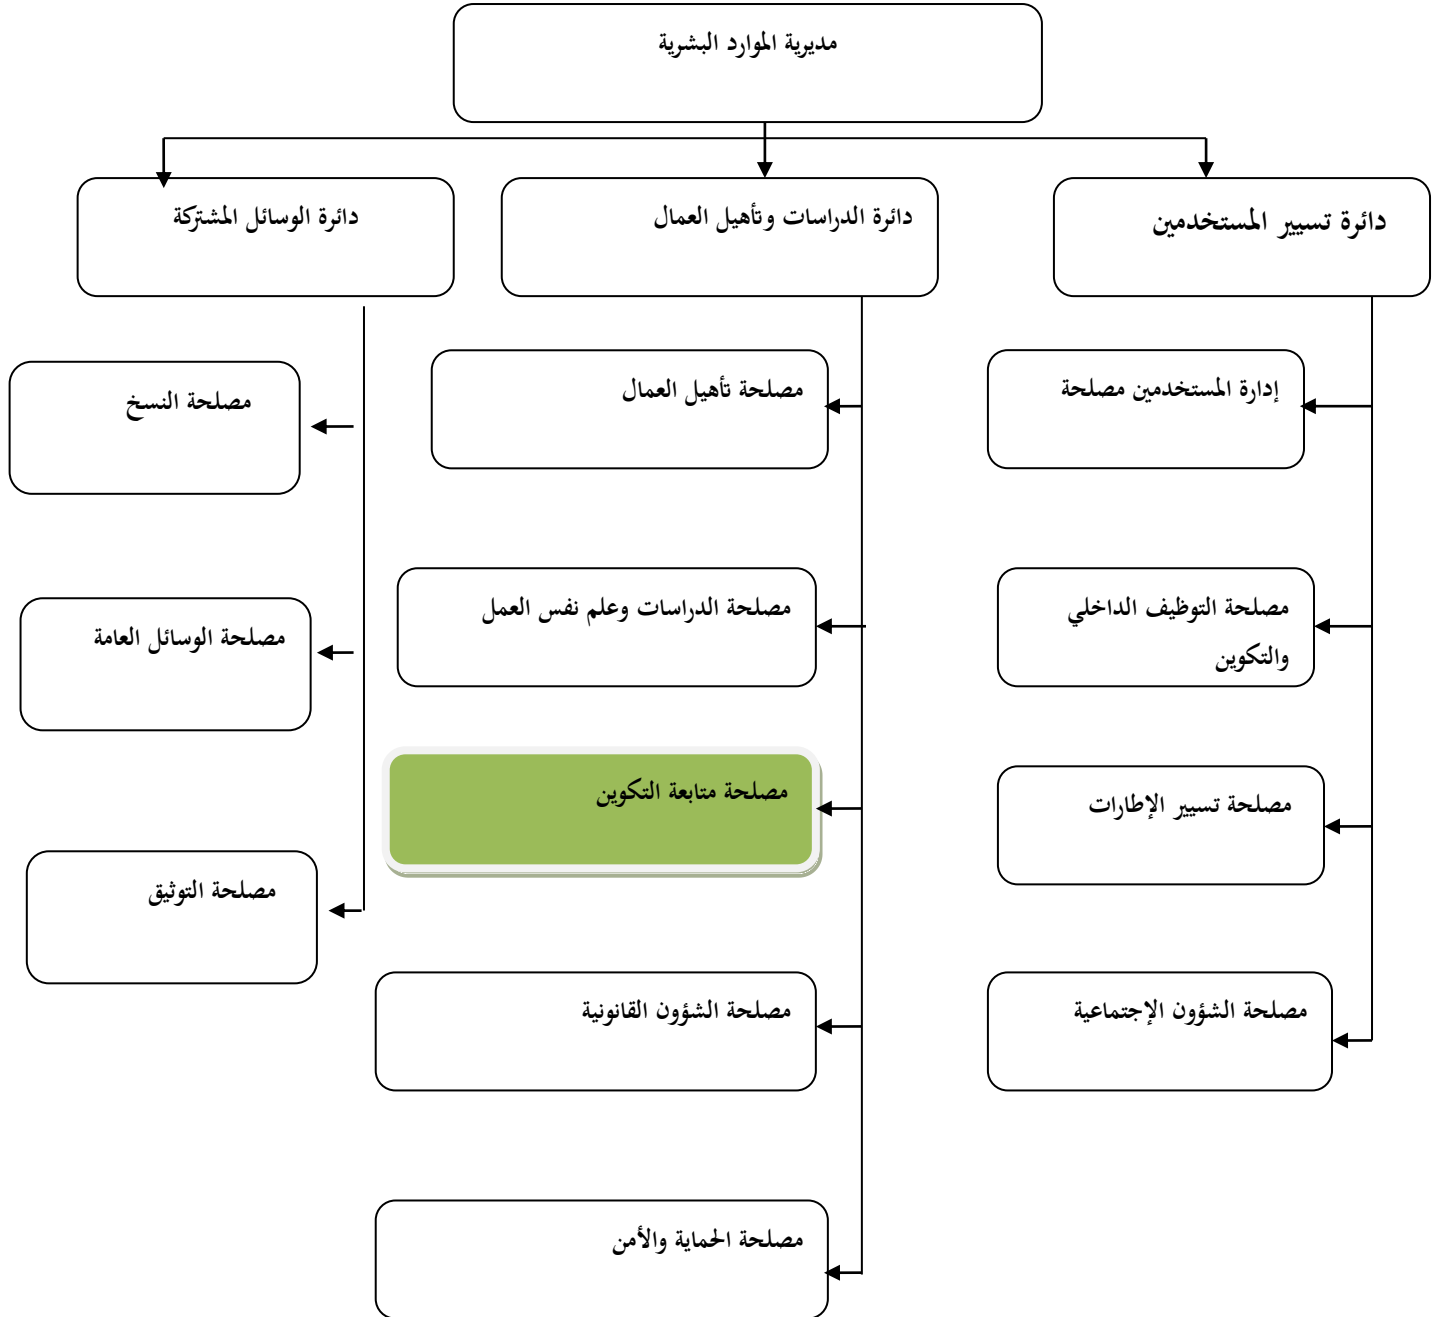 مديرية الموارد البشرية
دائرة تسيير المستخدمين
دائرة الدراسات وتأهيل العمال
دائرة الوسائل المشتركة
إدارة المستخدمين مصلحة
مصلحة التوظيف الداخلي
والتكوين
مصلحة تسيير الإطارات
مصلحة الشؤون الإجتماعية
مصلحة تأهيل العمال
مصلحة الدراسات وعلم نفس العمل
مصلحة متابعة التكوين
مصلحة الشؤون القانونية
مصلحة الحماية والأمن
مصلحة النسخ
مصلحة الوسائل العامة
مصلحة التوثيق